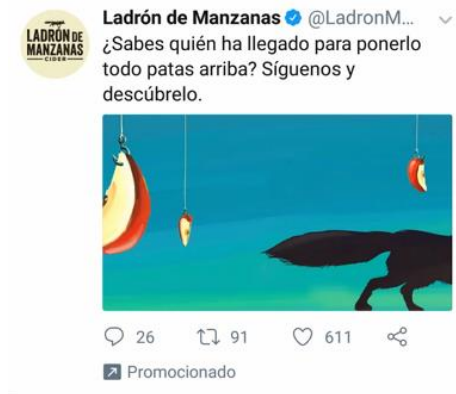 LADRÓN DE
MANZANAS
CIDER
Ladrón de Manzanas @LadronM...
¿Sabes quién ha llegado para ponerlo
todo patas arriba? Síguenos y
descúbrelo.
26 91 611
Promocionado